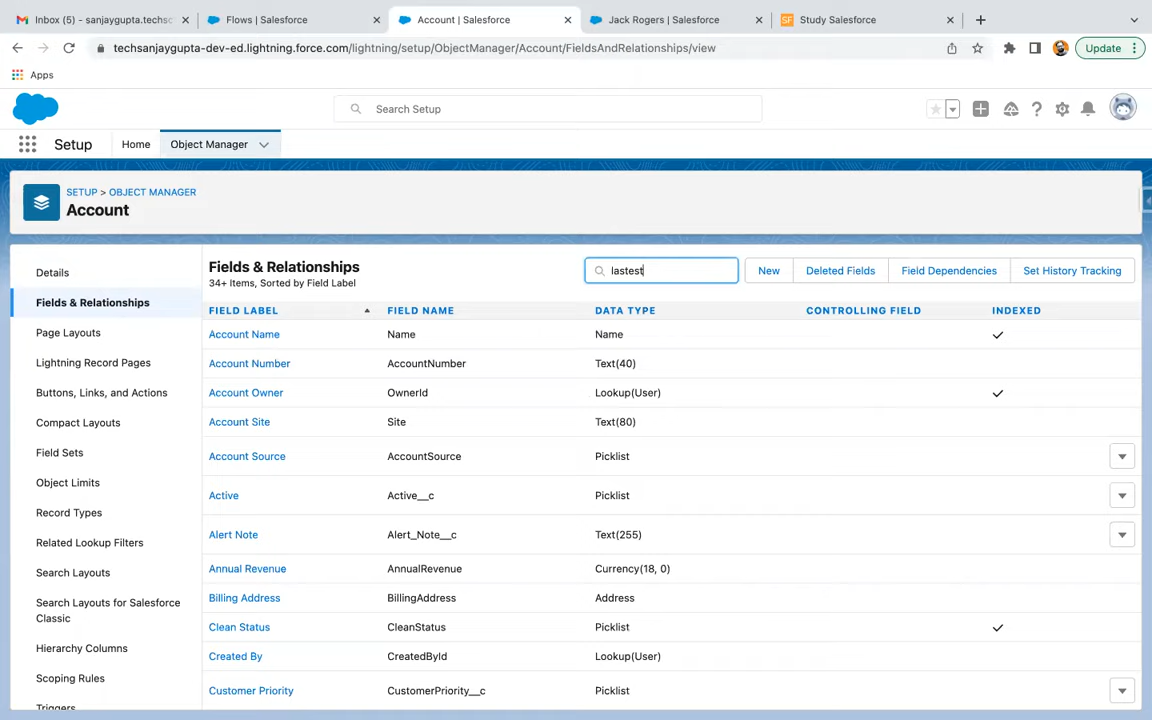 Inbox (5) - sanjaygupta.techsc
Flows | Salesforce
Account | Salesforce
Jack Rogers | Salesforce
SF
Study Salesforce
techsanjaygupta-dev-ed.lightning.force.com/lightning/setup/ObjectManager/Account/FieldsAndRelationships/view
Update
Apps
Search Setup
Setup
Home
Object Manager
SETUP > OBJECT MANAGER
Account
Details
Fields & Relationships
Page Layouts
Lightning Record Pages
Buttons, Links, and Actions
Compact Layouts
Field Sets
Object Limits
Record Types
Related Lookup Filters
Search Layouts
Search Layouts for Salesforce
Classic
Hierarchy Columns
Scoping Rules
Triggers
Fields & Relationships
34+ Items, Sorted by Field Label
lastest
New
Deleted Fields
Field Dependencies
Set History Tracking
FIELD LABEL FIELD NAME DATA TYPE CONTROLLING FIELD INDEXED
Account Name Name Name
Account Number AccountNumber Text(40)
Account Owner OwnerId Lookup(User)
Account Site Site Text(80)
Account Source AccountSource Picklist
Active Active__c Picklist
Alert Note Alert_Note__c Text(255)
Annual Revenue AnnualRevenue Currency(18, 0)
Billing Address BillingAddress Address
Clean Status CleanStatus Picklist
Created By CreatedById Lookup(User)
Customer Priority CustomerPriority__c Picklist